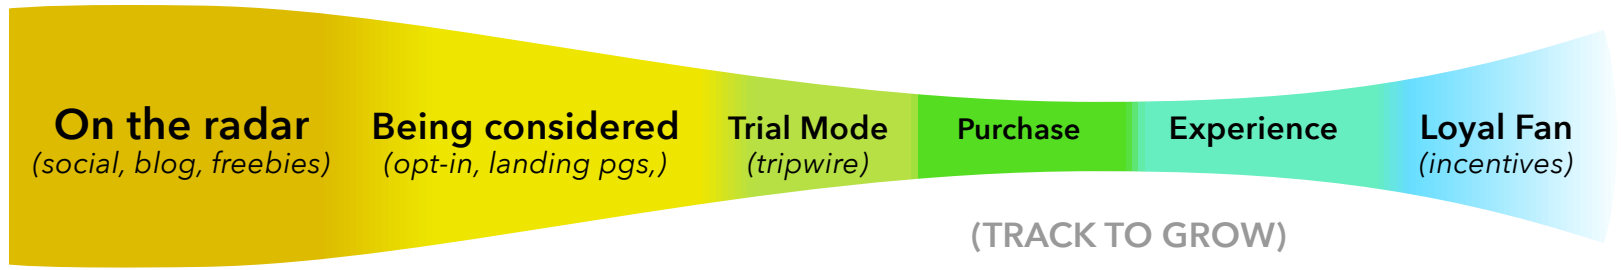 On the radar
(social, blog, freebies)
Being considered
(opt-in, landing pgs,)
Trial Mode
(tripwire)
Purchase
Experience
Loyal Fan
(incentives)
(TRACK TO GROW)